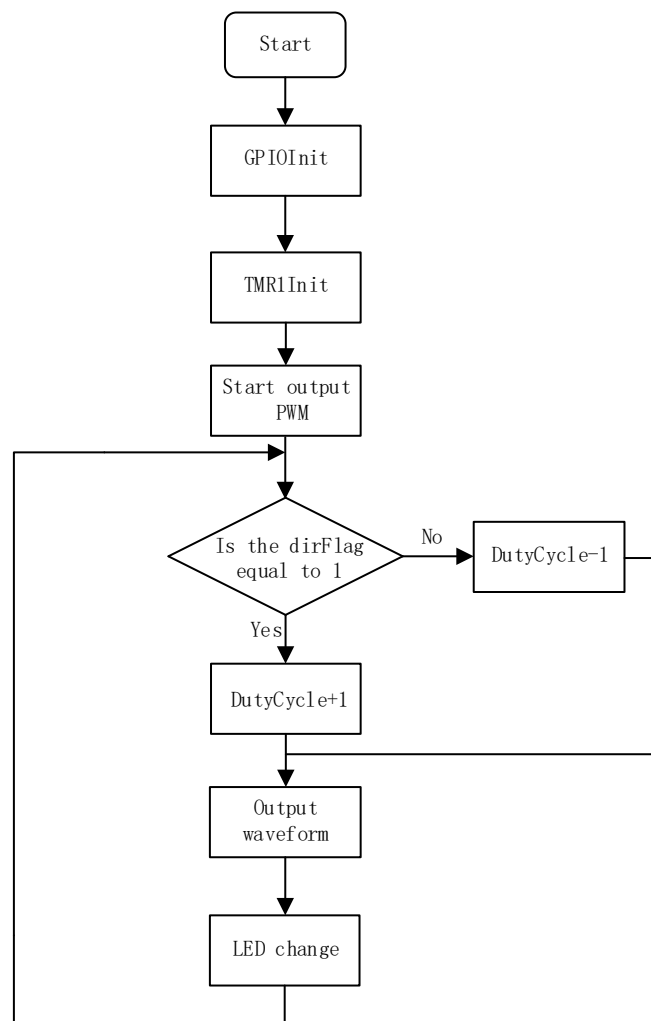 Start
GPIOInit
TMR1Init
Start output
PWM
Is the dirFlag
equal to 1
No
DutyCycle-1
Yes
DutyCycle+1
Output
waveform
LED change